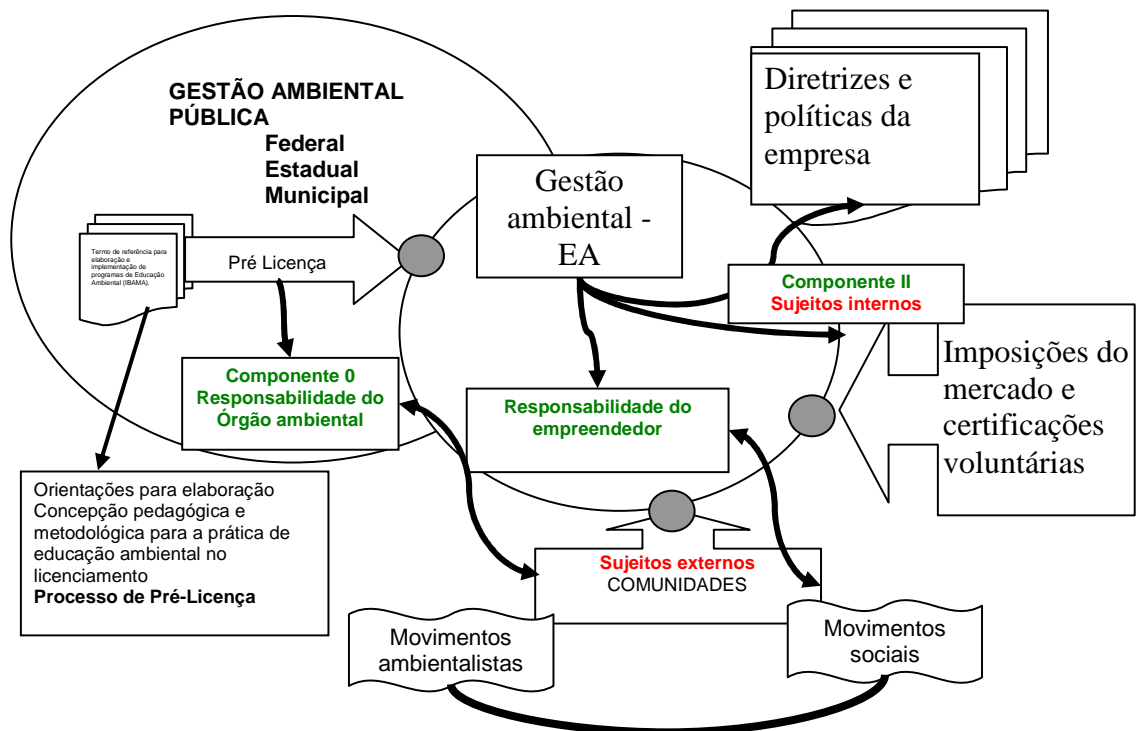 GESTÃO AMBIENTAL
PÚBLICA
Federal
Estadual
Municipal
Diretrizes e
políticas da
empresa
Gestão
ambiental -
EA
Termo de referência para
elaboração e
implementação de
programas de Educação
Ambiental (IBAMA).
Pré Licença
Componente II
Sujeitos internos
Imposições do
mercado e
certificações
voluntárias
Componente 0
Responsabilidade do
Órgão ambiental
Responsabilidade do
empreendedor
Orientações para elaboração
Concepção pedagógica e
metodológica para a prática de
educação ambiental no
licenciamento
Processo de Pré-Licença
Sujeitos externos
COMUNIDADES
Movimentos
ambientalistas
Movimentos
sociais